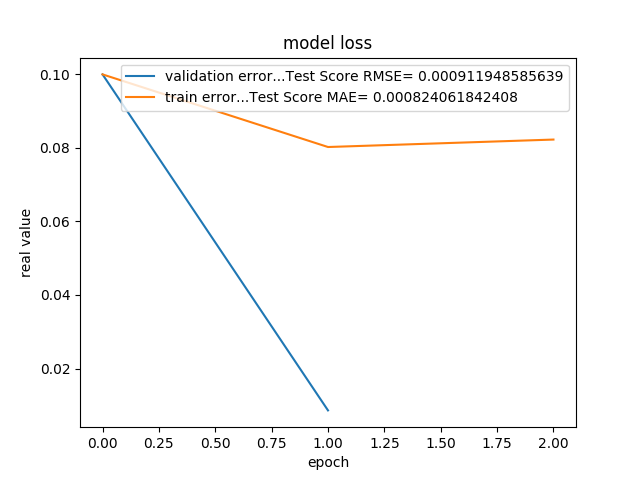 model loss
validation error...Test Score RMSE= 0.000911948585639
train error...Test Score MAE= 0.000824061842408
real value
0.10
0.08
0.06
0.04
0.02
0.00 0.25 0.50 0.75 1.00 1.25 1.50 1.75 2.00
epoch